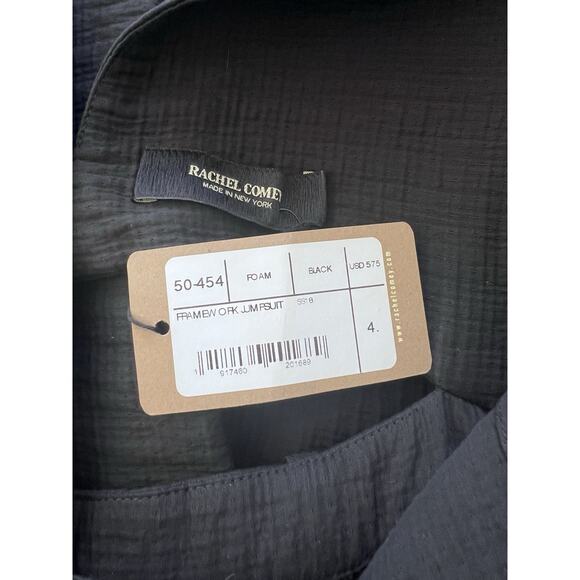 RACHEL COMEY
MADE IN NEW YORK
50-454 FOAM BLACK USD 575
FRAMEWORK JUMPSUIT SS18
4.
1 917460 201689
www.rachelcomey.com